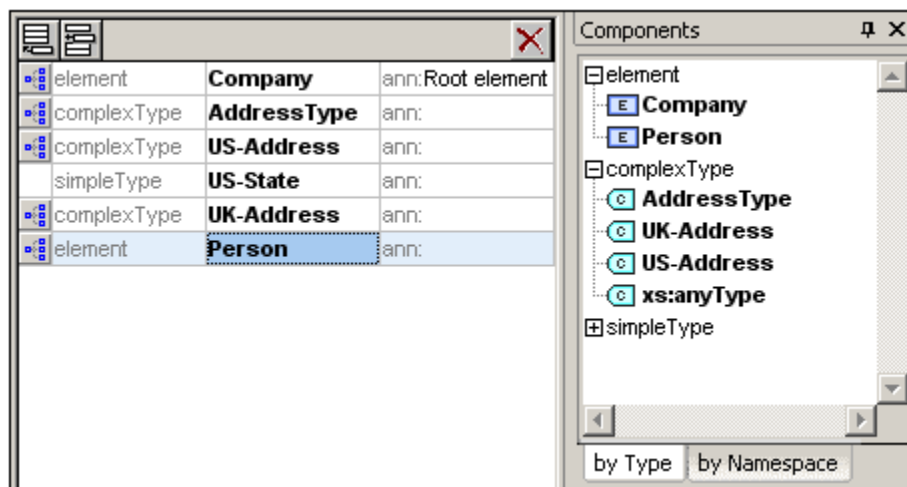 element Company ann:Root element
complexType AddressType ann:
complexType US-Address ann:
simpleType US-State ann:
complexType UK-Address ann:
element Person ann:
Components
element
E Company
E Person
complexType
C AddressType
C UK-Address
C US-Address
C xs:anyType
simpleType
by Type by Namespace